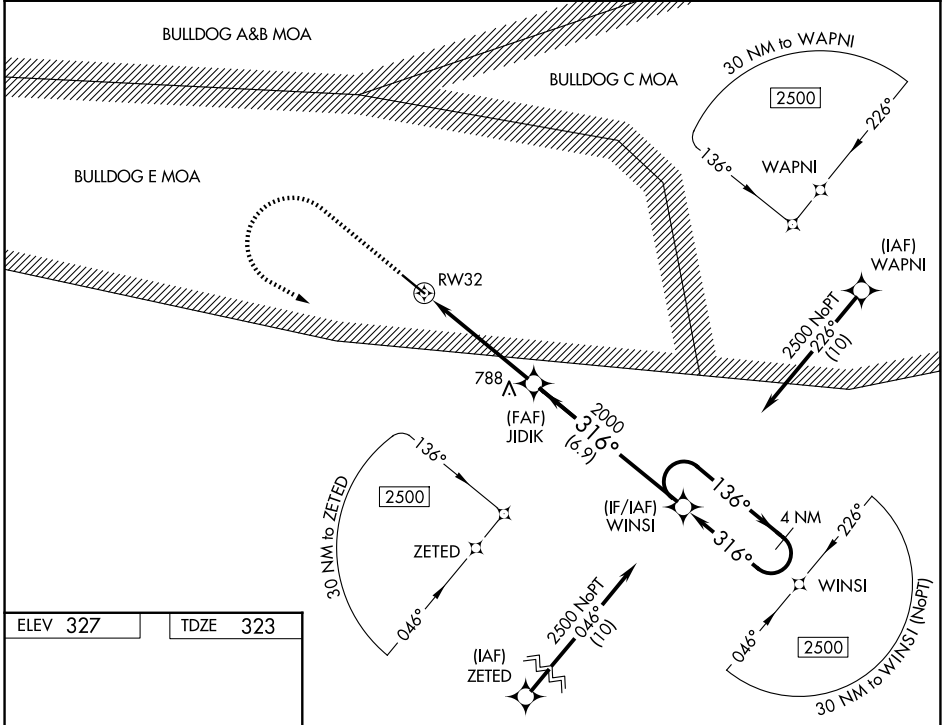 BULLDOG A&B MOA
30 NM to WAPNI
BULLDOG C MOA
2500
226°
136°
WAPNI
BULLDOG E MOA
(IAF)
WAPNI
RW32
2500 NoPT
226°
(10)
788
(FAF)
JIDIK
2000
316°
(6.9)
136°
2500
30 NM to ZETED
ZETED
046°
(IF/IAF)
WINSI
136°
4 NM
316°
226°
WINSI
046°
2500
30 NM to WINSI (NoPT)
2500 NoPT
046°
(10)
(IAF)
ZETED
ELEV 327
TDZE 323